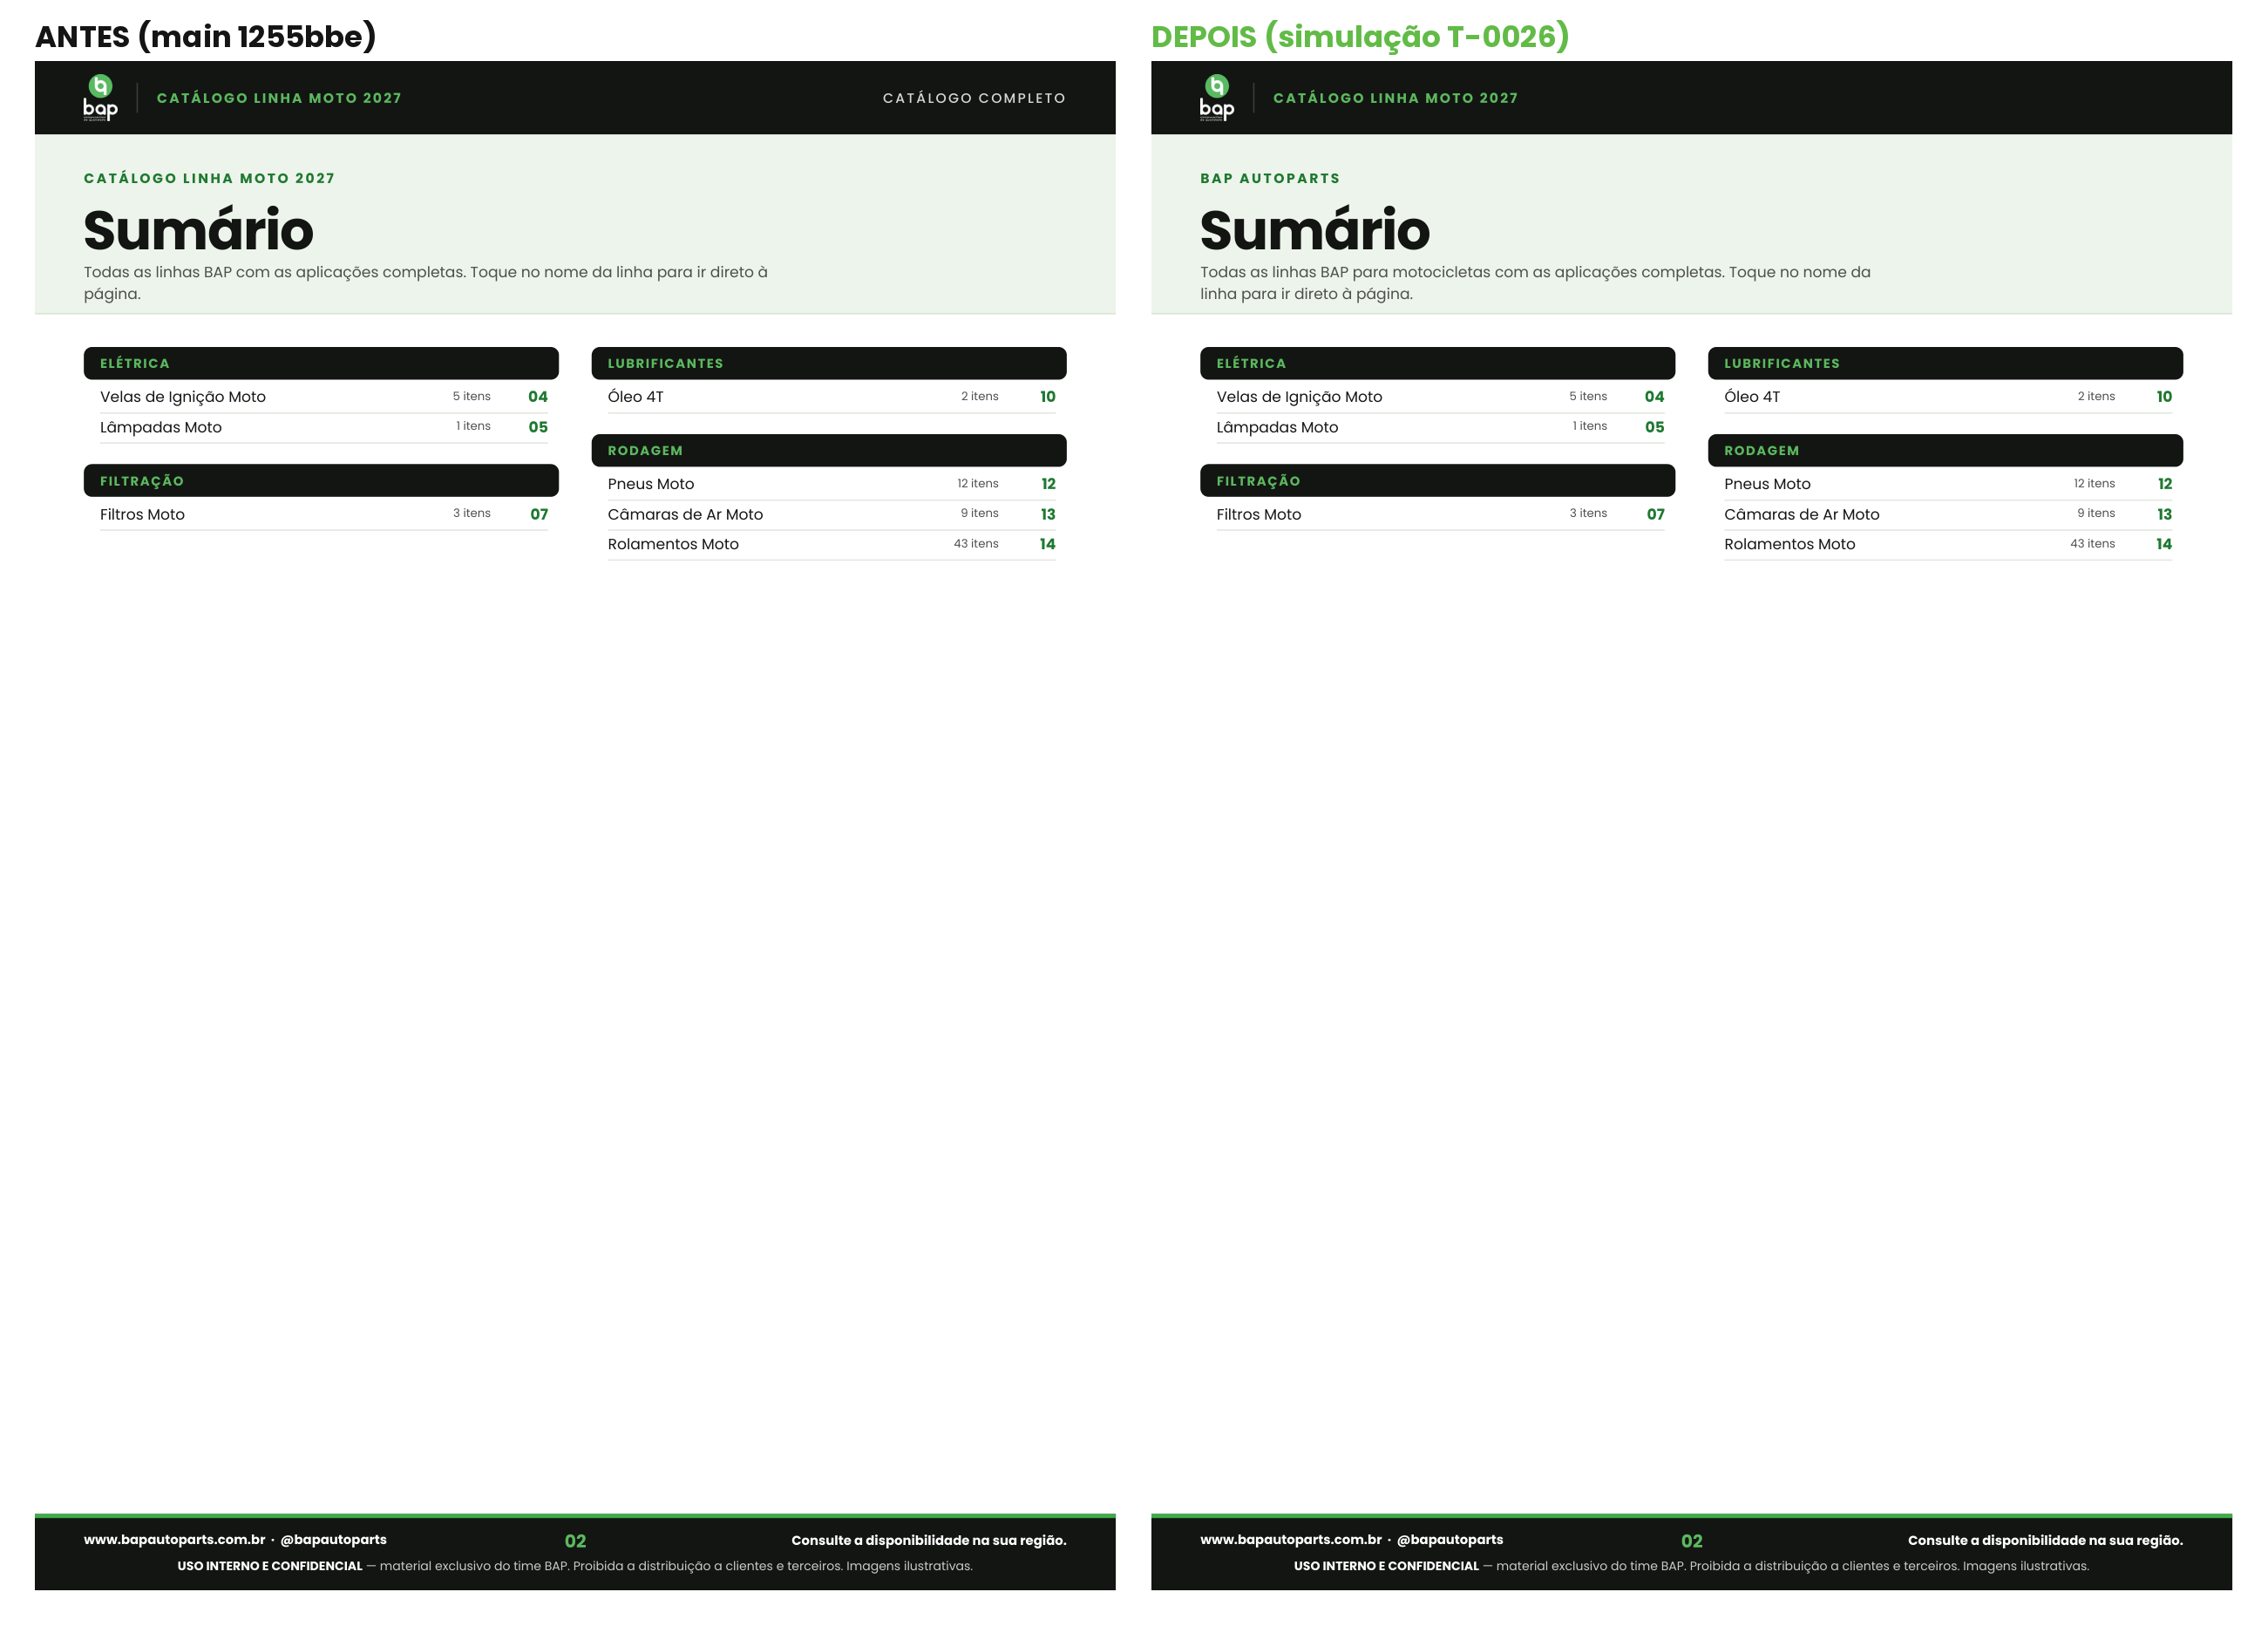 ANTES (main 1255bbe)
bap
CATÁLOGO LINHA MOTO 2027
CATÁLOGO COMPLETO
CATÁLOGO LINHA MOTO 2027
Sumário
Todas as linhas BAP com as aplicações completas. Toque no nome da linha para ir direto à
página.
ELÉTRICA
Velas de Ignição Moto 5 itens 04
Lâmpadas Moto 1 itens 05
FILTRAÇÃO
Filtros Moto 3 itens 07
LUBRIFICANTES
Óleo 4T 2 itens 10
RODAGEM
Pneus Moto 12 itens 12
Câmaras de Ar Moto 9 itens 13
Rolamentos Moto 43 itens 14
www.bapautoparts.com.br · @bapautoparts 02 Consulte a disponibilidade na sua região.
USO INTERNO E CONFIDENCIAL — material exclusivo do time BAP. Proibida a distribuição a clientes e terceiros. Imagens ilustrativas.
DEPOIS (simulação T-0026)
bap
CATÁLOGO LINHA MOTO 2027
BAP AUTOPARTS
Sumário
Todas as linhas BAP para motocicletas com as aplicações completas. Toque no nome da
linha para ir direto à página.
ELÉTRICA
Velas de Ignição Moto 5 itens 04
Lâmpadas Moto 1 itens 05
FILTRAÇÃO
Filtros Moto 3 itens 07
LUBRIFICANTES
Óleo 4T 2 itens 10
RODAGEM
Pneus Moto 12 itens 12
Câmaras de Ar Moto 9 itens 13
Rolamentos Moto 43 itens 14
www.bapautoparts.com.br · @bapautoparts 02 Consulte a disponibilidade na sua região.
USO INTERNO E CONFIDENCIAL — material exclusivo do time BAP. Proibida a distribuição a clientes e terceiros. Imagens ilustrativas.